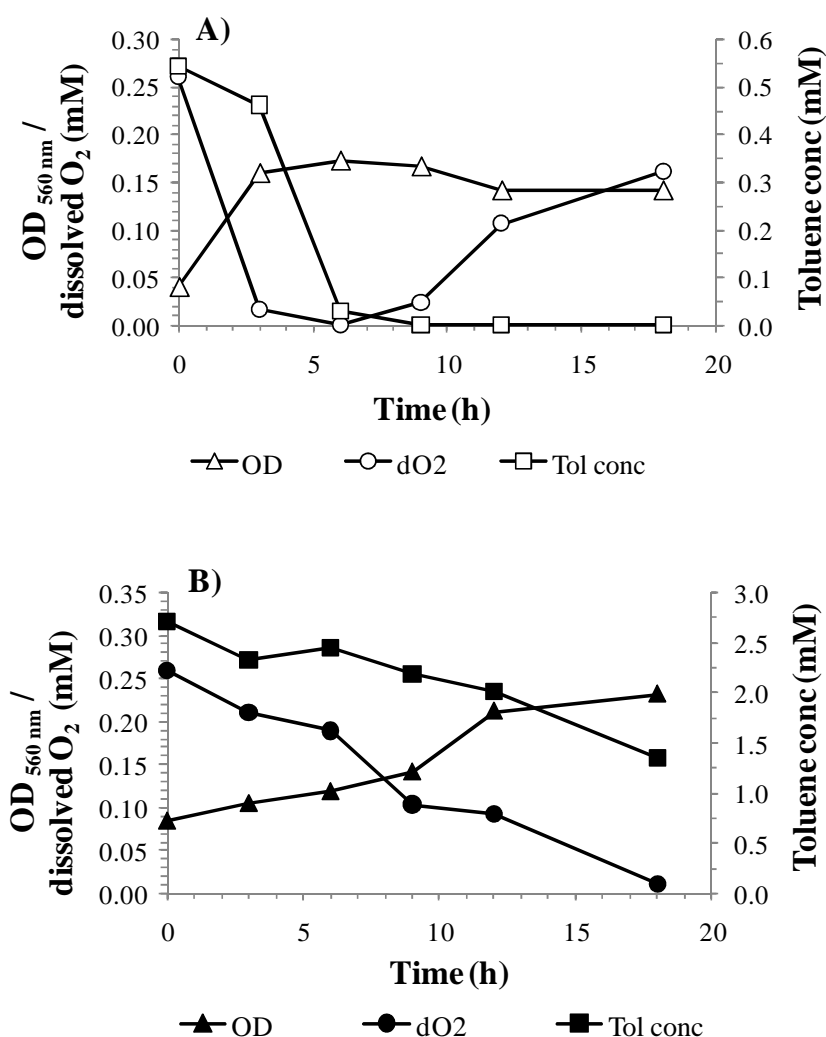 A)
OD 560 nm /
dissolved O2 (mM)
0.30
0.25
0.20
0.15
0.10
0.05
0.00
0.6
0.5
0.4
0.3
0.2
0.1
0.0
Toluene conc (mM)
0 5 10 15 20
Time (h)
OD dO2 Tol conc
B)
OD 560 nm /
dissolved O2 (mM)
0.35
0.30
0.25
0.20
0.15
0.10
0.05
0.00
3.0
2.5
2.0
1.5
1.0
0.5
0.0
Toluene conc (mM)
0 5 10 15 20
Time (h)
OD dO2 Tol conc